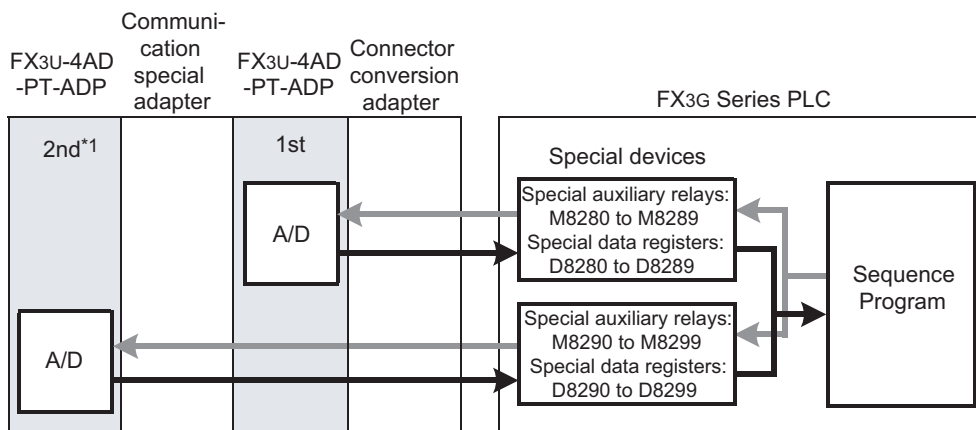 FX3U-4AD
-PT-ADP
Communi-
cation
special
adapter
FX3U-4AD
-PT-ADP
Connector
conversion
adapter
FX3G Series PLC
2nd*1
1st
Special devices
A/D
Special auxiliary relays:
M8280 to M8289
Special data registers:
D8280 to D8289
Sequence
Program
A/D
Special auxiliary relays:
M8290 to M8299
Special data registers:
D8290 to D8299